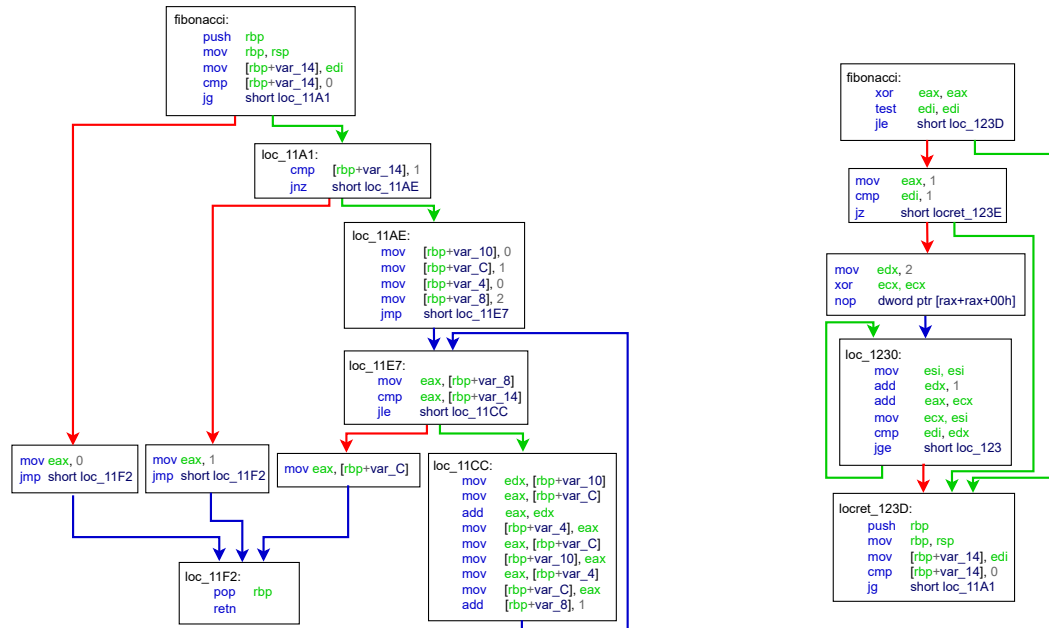 fibonacci:
push rbp
mov rbp, rsp
mov [rbp+var_14], edi
cmp [rbp+var_14], 0
jg short loc_11A1
loc_11A1:
cmp [rbp+var_14], 1
jnz short loc_11AE
loc_11AE:
mov [rbp+var_10], 0
mov [rbp+var_C], 1
mov [rbp+var_4], 0
mov [rbp+var_8], 2
jmp short loc_11E7
loc_11E7:
mov eax, [rbp+var_8]
cmp eax, [rbp+var_14]
jle short loc_11CC
mov eax, 0
jmp short loc_11F2
mov eax, 1
jmp short loc_11F2
mov eax, [rbp+var_C]
loc_11CC:
mov edx, [rbp+var_10]
mov eax, [rbp+var_C]
add eax, edx
mov [rbp+var_4], eax
mov eax, [rbp+var_C]
mov [rbp+var_10], eax
mov eax, [rbp+var_4]
mov [rbp+var_C], eax
add [rbp+var_8], 1
loc_11F2:
pop rbp
retn
fibonacci:
xor eax, eax
test edi, edi
jle short loc_123D
mov eax, 1
cmp edi, 1
jz short locret_123E
mov edx, 2
xor ecx, ecx
nop dword ptr [rax+rax+00h]
loc_1230:
mov esi, esi
add edx, 1
add eax, ecx
mov ecx, esi
cmp edi, edx
jge short loc_123
locret_123D:
push rbp
mov rbp, rsp
mov [rbp+var_14], edi
cmp [rbp+var_14], 0
jg short loc_11A1